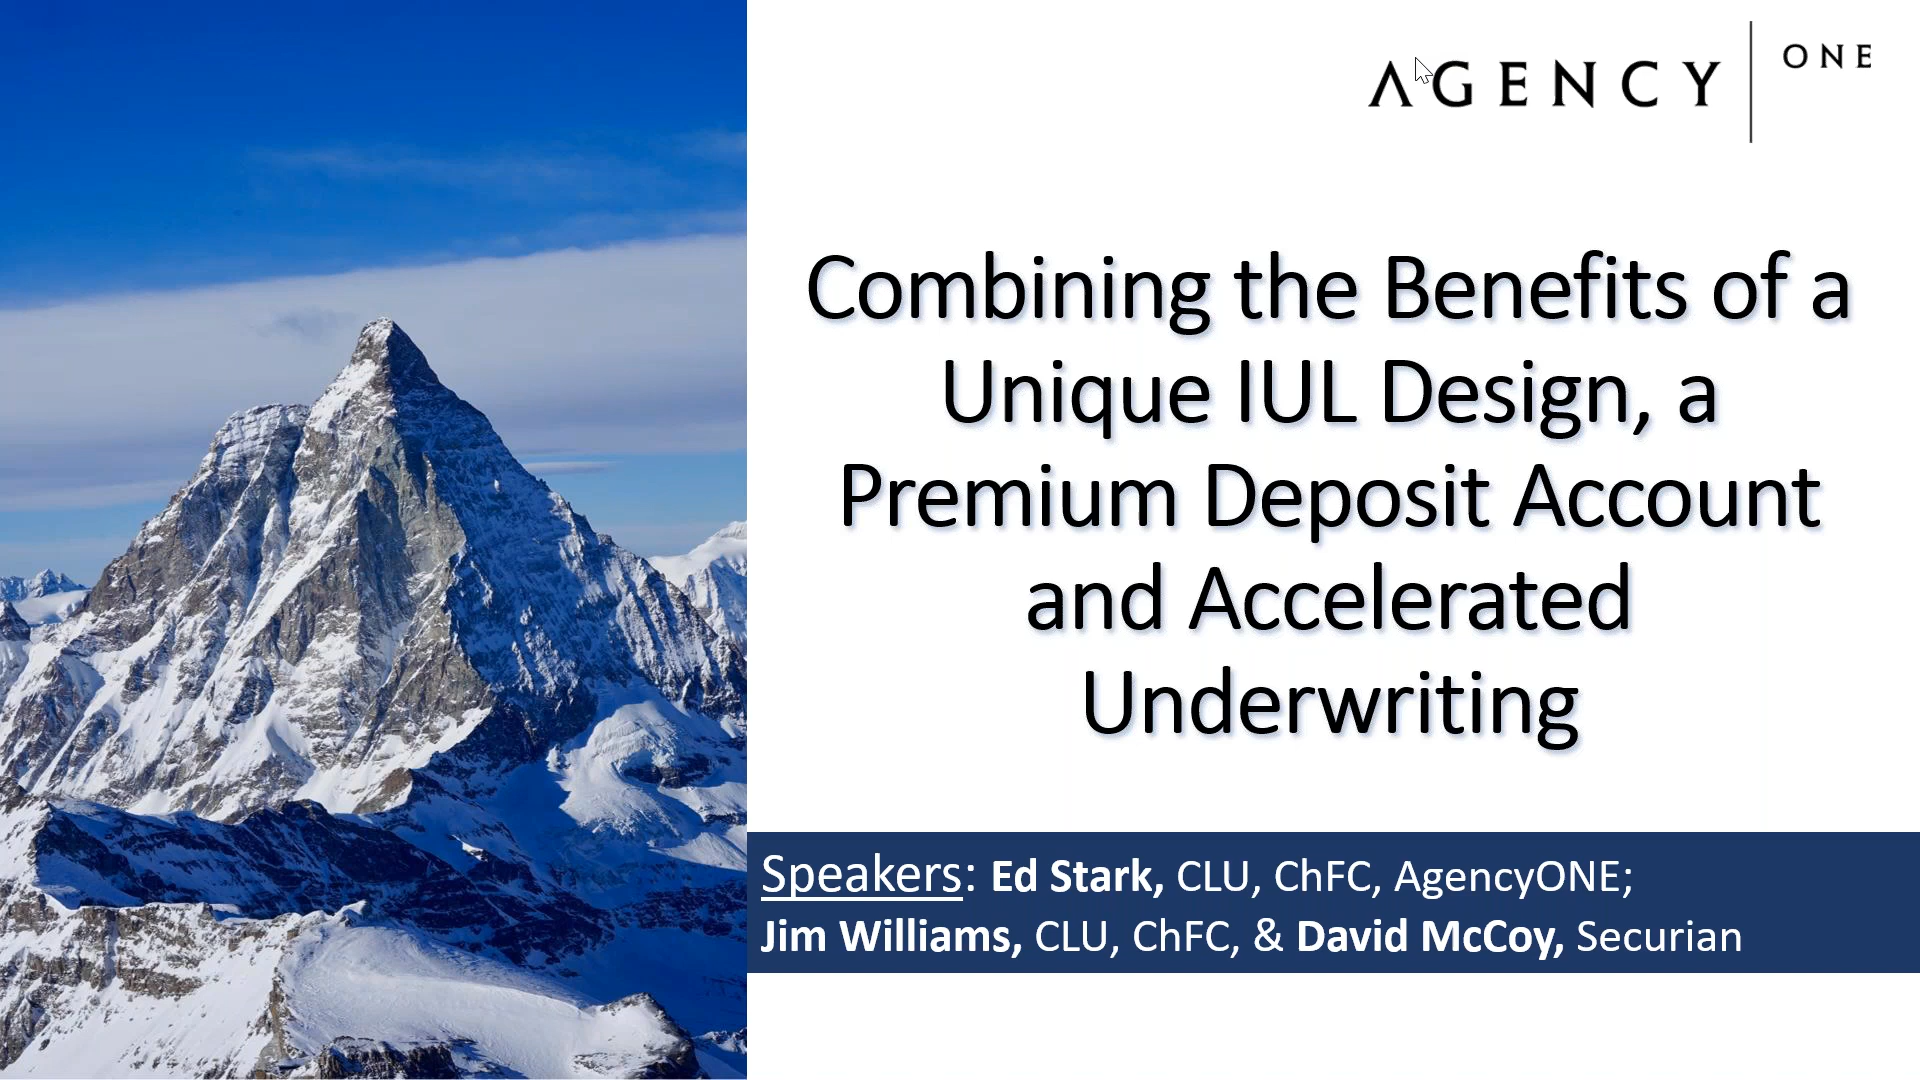 AGENCY ONE
Combining the Benefits of a
Unique IUL Design, a
Premium Deposit Account
and Accelerated
Underwriting
Speakers: Ed Stark, CLU, ChFC, AgencyONE;
Jim Williams, CLU, ChFC, & David McCoy, Securian